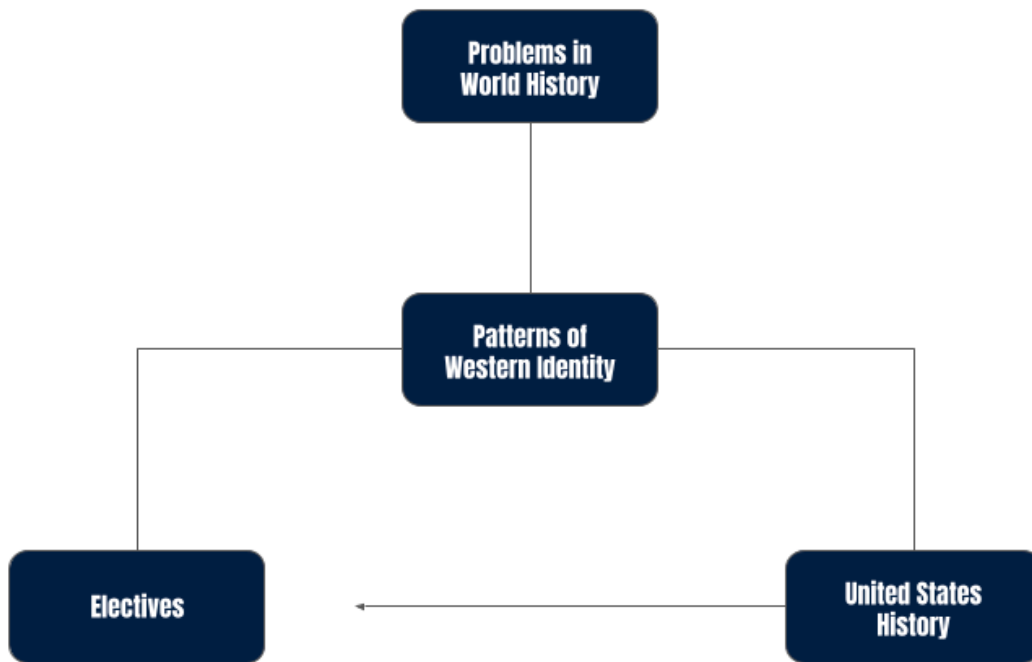 Problems in
World History
Patterns of
Western Identity
Electives
United States
History